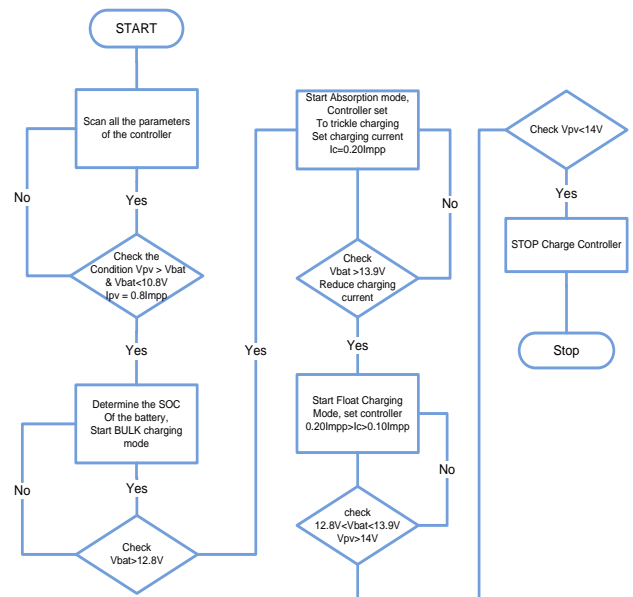 START
Scan all the parameters
of the controller
No
Yes
Check the
Condition Vpv > Vbat
& Vbat<10.8V
Ipv = 0.8Impp
Yes
Determine the SOC
Of the battery,
Start BULK charging
mode
No
Yes
Check
Vbat>12.8V
Yes
Start Absorption mode,
Controller set
To trickle charging
Set charging current
Ic=0.20Impp
No
Check
Vbat >13.9V
Reduce charging
current
Yes
Start Float Charging
Mode, set controller
0.20Impp>Ic>0.10Impp
No
check
12.8V<Vbat<13.9V
Vpv>14V
Check Vpv<14V
Yes
STOP Charge Controller
Stop